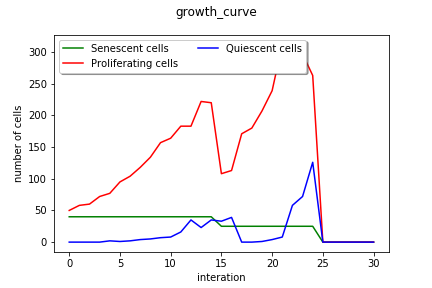 growth_curve
Senescent cells
Proliferating cells
Quiescent cells
number of cells
300
250
200
150
100
50
0
0 5 10 15 20 25 30
interation